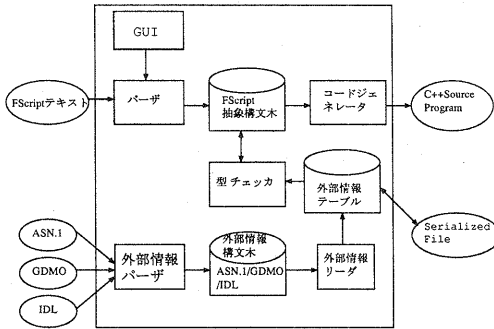 GUI
FScriptテキスト
パーザ
FScript
抽象構文木
コードジェ
ネレータ
C++Source
Program
型 チェッカ
外部情報
テーブル
ASN.1
GDMO
IDL
外部情報
パーザ
外部情報
構文木
ASN.1/GDMO
/IDL
外部情報
リーダ
Serialized
File